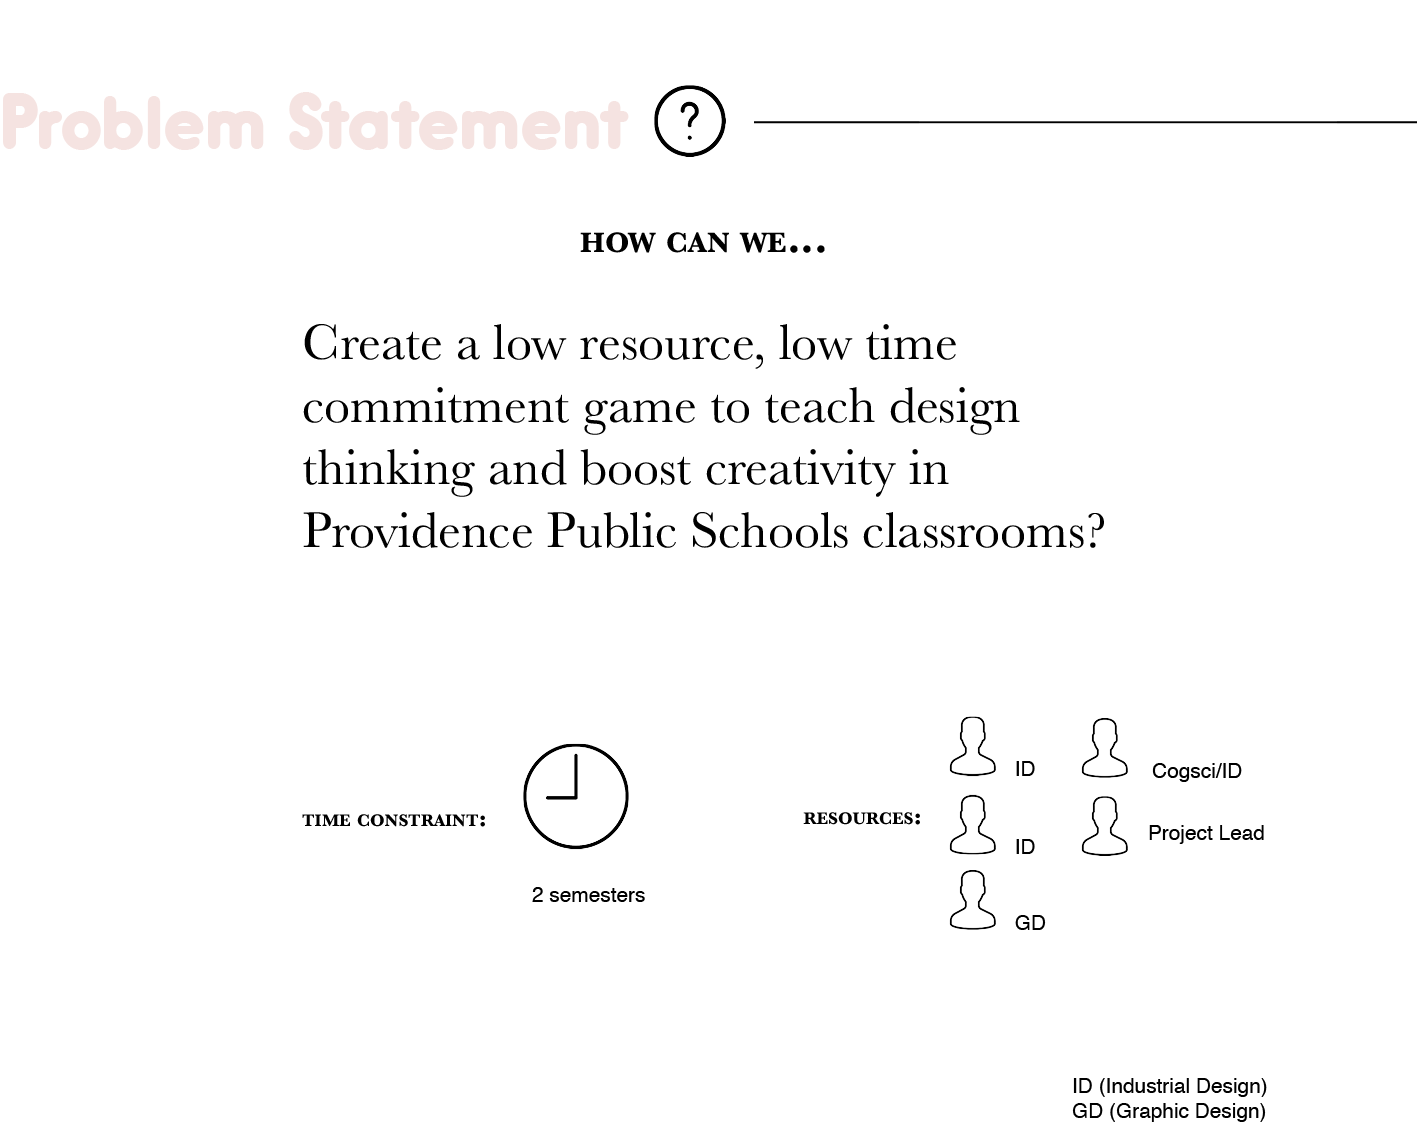 Problem Statement ?
HOW CAN WE...
Create a low resource, low time
commitment game to teach design
thinking and boost creativity in
Providence Public Schools classrooms?
TIME CONSTRAINT:
2 semesters
RESOURCES:
ID
Cogsci/ID
ID
Project Lead
GD
ID (Industrial Design)
GD (Graphic Design)